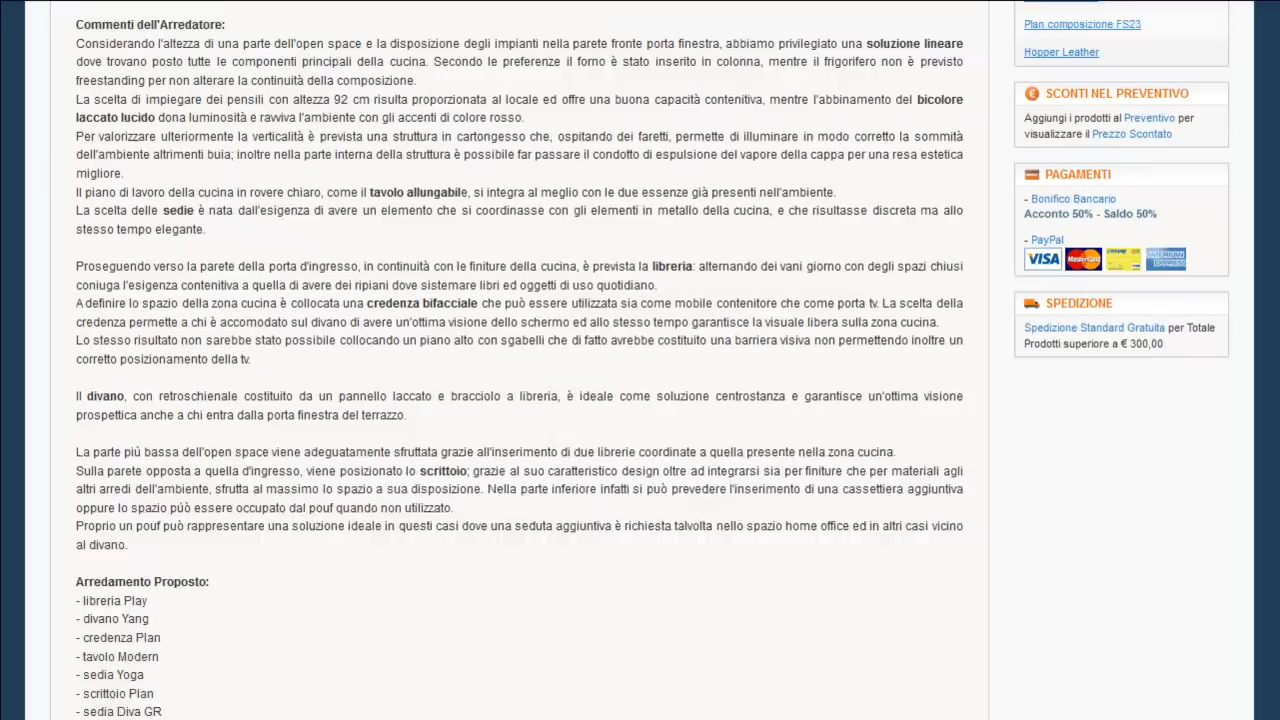 Commenti dell'Arredatore:
Considerando l'altezza di una parte dell'open space e la disposizione degli impianti nella parete fronte porta finestra, abbiamo privilegiato una soluzione lineare
dove trovano posto tutte le componenti principali della cucina. Secondo le preferenze il forno è stato inserito in colonna, mentre il frigorifero non è previsto
freestanding per non alterare la continuità della composizione.
La scelta di impiegare dei pensili con altezza 92 cm risulta proporzionata al locale ed offre una buona capacità contenitiva, mentre l'abbinamento del bicolore
laccato lucido dona luminosità e ravviva l'ambiente con gli accenti di colore rosso.
Per valorizzare ulteriormente la verticalità è prevista una struttura in cartongesso che, ospitando dei faretti, permette di illuminare in modo corretto la sommità
dell'ambiente altrimenti buia; inoltre nella parte interna della struttura è possibile far passare il condotto di espulsione del vapore della cappa per una resa estetica
migliore.
Il piano di lavoro della cucina in rovere chiaro, come il tavolo allungabile, si integra al meglio con le due essenze già presenti nell'ambiente.
La scelta delle sedie è nata dall'esigenza di avere un elemento che si coordinasse con gli elementi in metallo della cucina, e che risultasse discreta ma allo
stesso tempo elegante.
Proseguendo verso la parete della porta d'ingresso, in continuità con le finiture della cucina, è prevista la libreria: alternando dei vani giorno con degli spazi chiusi
coniuga l'esigenza contenitiva a quella di avere dei ripiani dove sistemare libri ed oggetti di uso quotidiano.
A definire lo spazio della zona cucina è collocata una credenza bifacciale che può essere utilizzata sia come mobile contenitore che come porta tv. La scelta della
credenza permette a chi è accomodato sul divano di avere un'ottima visione dello schermo ed allo stesso tempo garantisce la visuale libera sulla zona cucina.
Lo stesso risultato non sarebbe stato possibile collocando un piano alto con sgabelli che di fatto avrebbe costituito una barriera visiva non permettendo inoltre un
corretto posizionamento della tv.
Il divano, con retroschienale costituito da un pannello laccato e bracciolo a libreria, è ideale come soluzione centrostanza e garantisce un'ottima visione
prospettica anche a chi entra dalla porta finestra del terrazzo.
La parte più bassa dell'open space viene adeguatamente sfruttata grazie all'inserimento di due librerie coordinate a quella presente nella zona cucina.
Sulla parete opposta a quella d'ingresso, viene posizionato lo scrittoio; grazie al suo caratteristico design oltre ad integrarsi sia per finiture che per materiali agli
altri arredi dell'ambiente, sfrutta al massimo lo spazio a sua disposizione. Nella parte inferiore infatti si può prevedere l'inserimento di una cassettiera aggiuntiva
oppure lo spazio può essere occupato dal pouf quando non utilizzato.
Proprio un pouf può rappresentare una soluzione ideale in questi casi dove una seduta aggiuntiva è richiesta talvolta nello spazio home office ed in altri casi vicino
al divano.
Arredamento Proposto:
- libreria Play
- divano Yang
- credenza Plan
- tavolo Modern
- sedia Yoga
- scrittoio Plan
- sedia Diva GR
Plan composizione FS23
Hopper Leather
SCONTI NEL PREVENTIVO
Aggiungi i prodotti al Preventivo per
visualizzare il Prezzo Scontato
PAGAMENTI
- Bonifico Bancario
Acconto 50% - Saldo 50%
- PayPal
VISA MasterCard postepay AMERICAN EXPRESS
SPEDIZIONE
Spedizione Standard Gratuita per Totale
Prodotti superiore a € 300,00